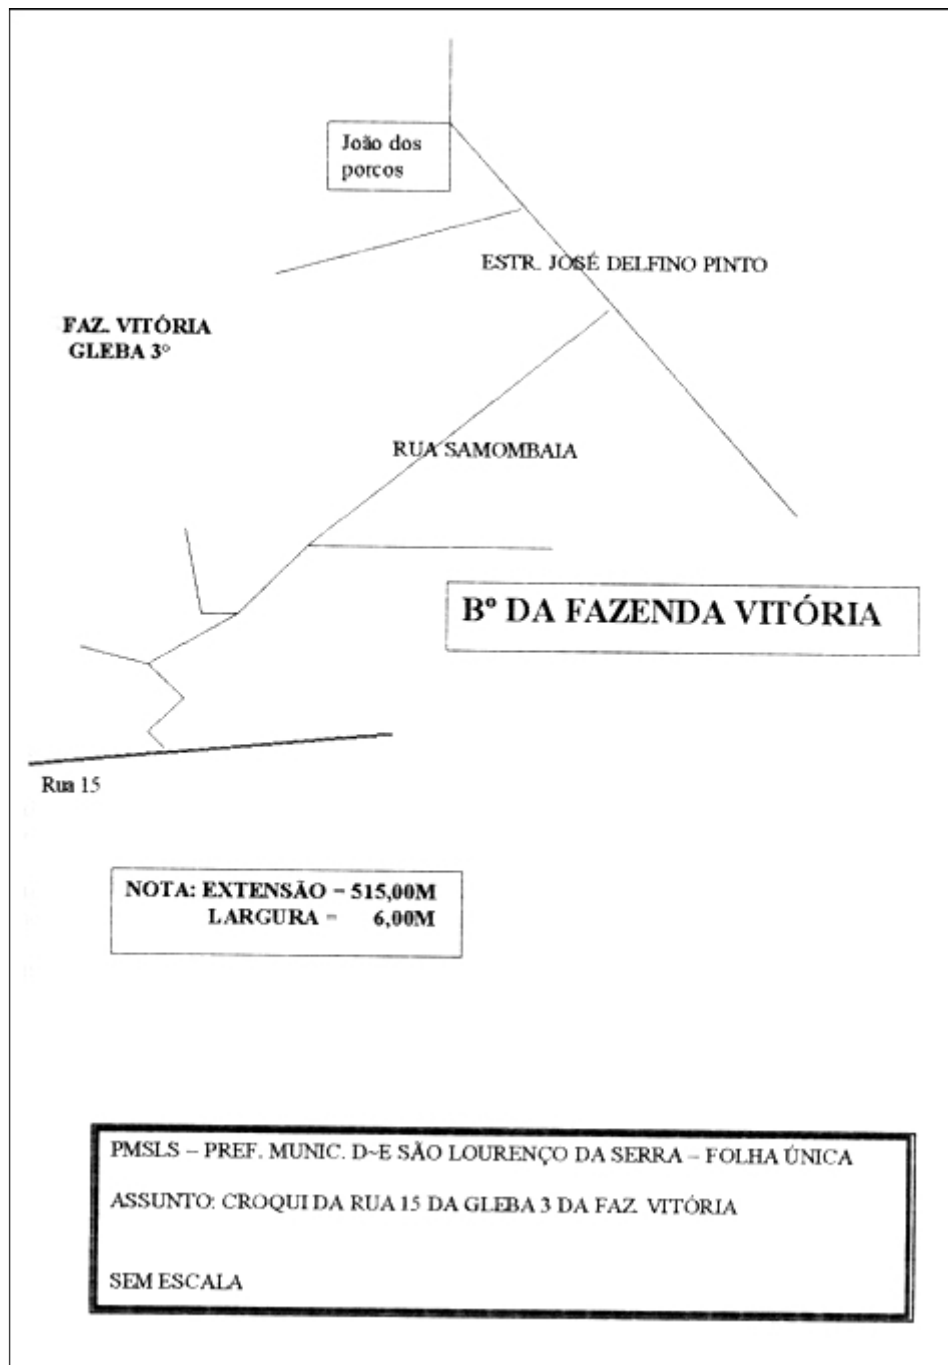 João dos
porcos
ESTR. JOSÉ DELFINO PINTO
FAZ. VITÓRIA
GLEBA 3°
RUA SAMOMBAIA
Bº DA FAZENDA VITÓRIA
Rua 15
NOTA: EXTENSÃO = 515,00M
LARGURA = 6,00M
PMSLS – PREF. MUNIC. D~E SÃO LOURENÇO DA SERRA – FOLHA ÚNICA
ASSUNTO: CROQUI DA RUA 15 DA GLEBA 3 DA FAZ. VITÓRIA
SEM ESCALA